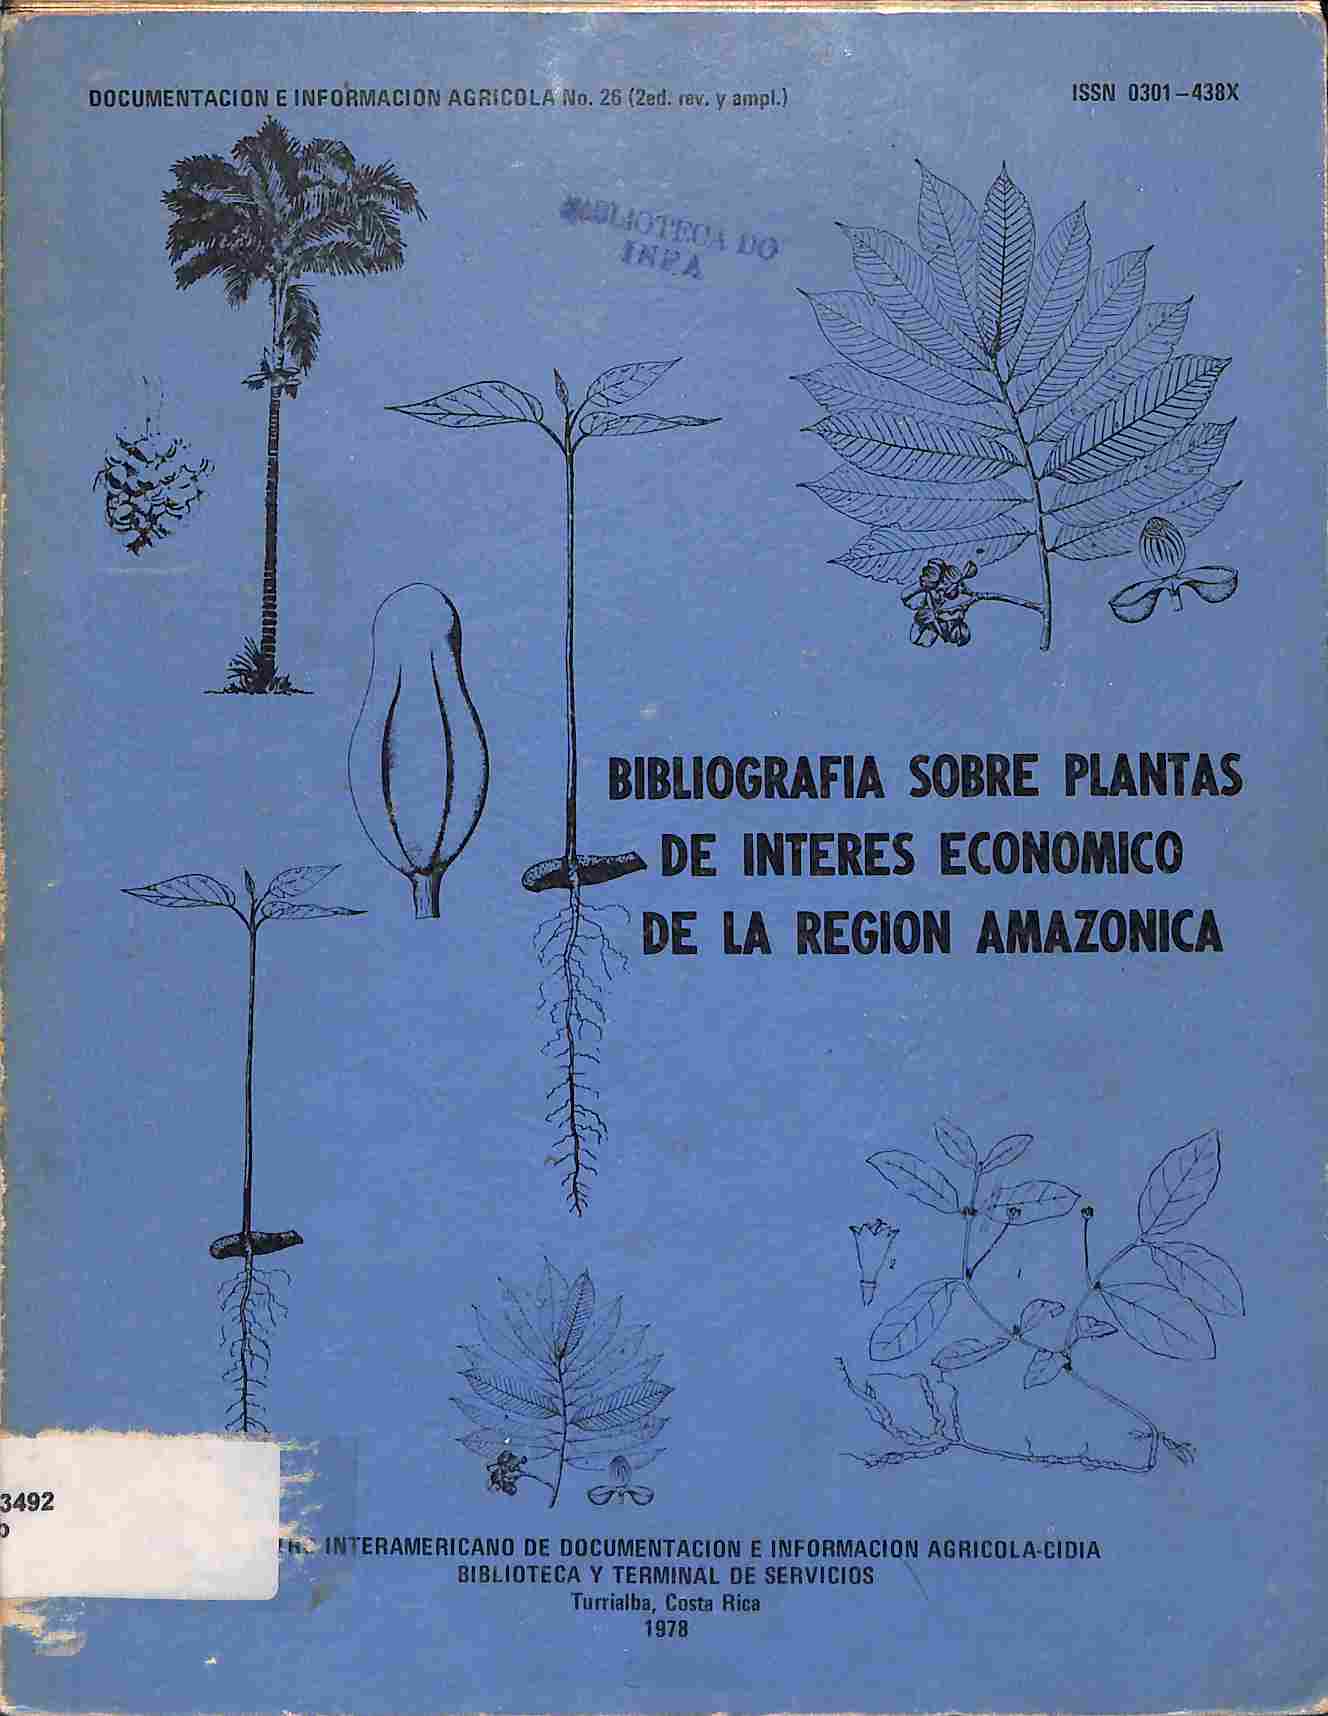 DOCUMENTACION E INFORMACION AGRICOLA No. 26 (2ed. rev. y ampl.)
ISSN 0301-438X
BIBLIOTECA DO
INPA
BIBLIOGRAFIA SOBRE PLANTAS
DE INTERES ECONOMICO
DE LA REGION AMAZONICA
2
1
3492
INTERAMERICANO DE DOCUMENTACION E INFORMACION AGRICOLA-CIDIA
BIBLIOTECA Y TERMINAL DE SERVICIOS
Turrialba, Costa Rica
1978